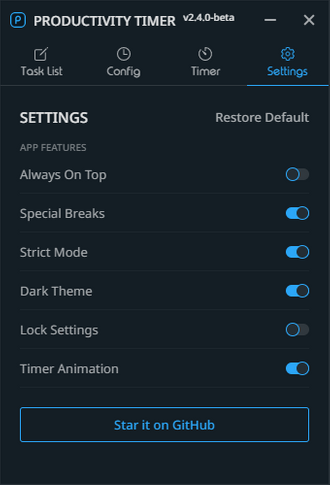 P PRODUCTIVITY TIMER v2.4.0-beta
Task List Config Timer Settings
SETTINGS Restore Default
APP FEATURES
Always On Top
Special Breaks
Strict Mode
Dark Theme
Lock Settings
Timer Animation
Star it on GitHub